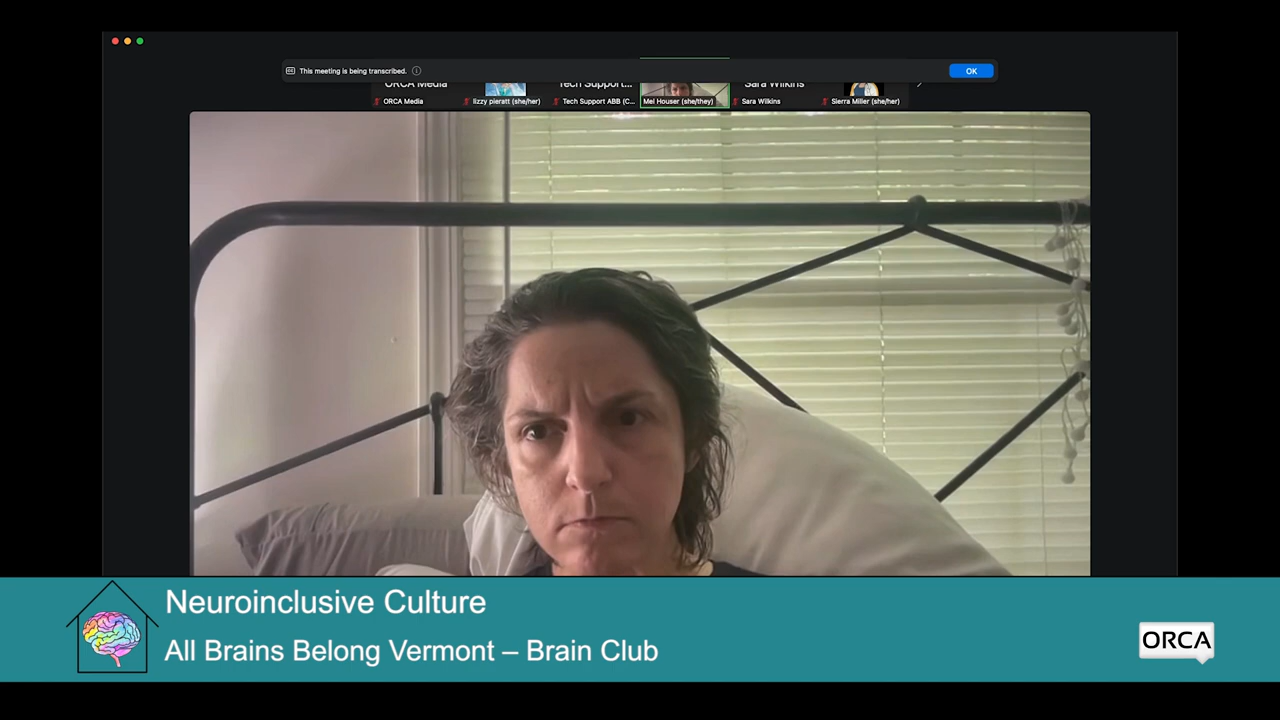 This meeting is being transcribed.
OK
ORCA Media
Tech Support...
Sara Wilkins
ORCA Media
lizzy pieratt (she/her)
Tech Support ABB (C...
Mel Houser (she/they)
Sara Wilkins
Sierra Miller (she/her)
Neuroinclusive Culture
All Brains Belong Vermont – Brain Club
ORCA